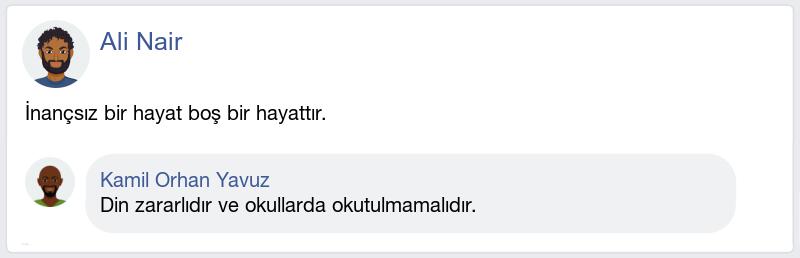 Ali Nair
İnançsız bir hayat boş bir hayattır.
Kamil Orhan Yavuz
Din zararlıdır ve okullarda okutulmamalıdır.